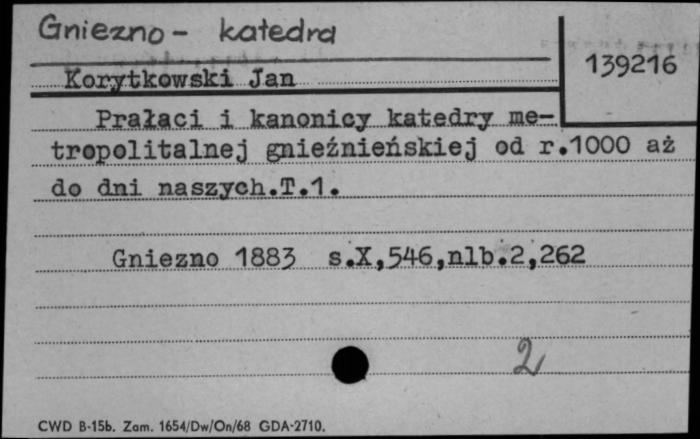 Gniezno - katedra
139216
Korytkowski Jan
Prałaci i kanonicy katedry me-
tropolitalnej gnieźnieńskiej od r.1000 aż
do dni naszych.T.1.
Gniezno 1883 s.X,546,nlb.2,262
2
CWD B-15b. Zam. 1654/Dw/On/68 GDA-2710.